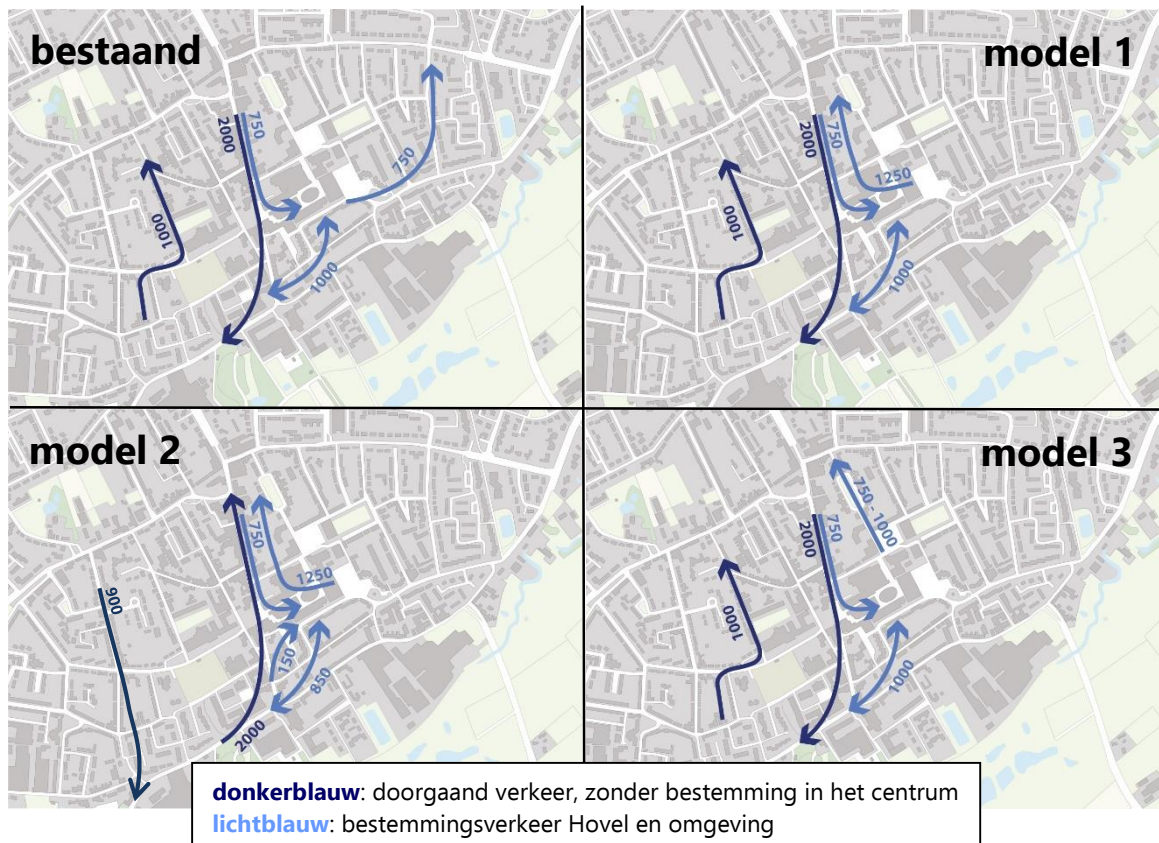 bestaand
750
2000
750
1000
1000
model 1
750
2000
1250
1000
1000
model 2
750
1250
900
150
850
2000
model 3
750 - 1000
750
2000
1000
1000
donkerblauw: doorgaand verkeer, zonder bestemming in het centrum
lichtblauw: bestemmingsverkeer Hovel en omgeving